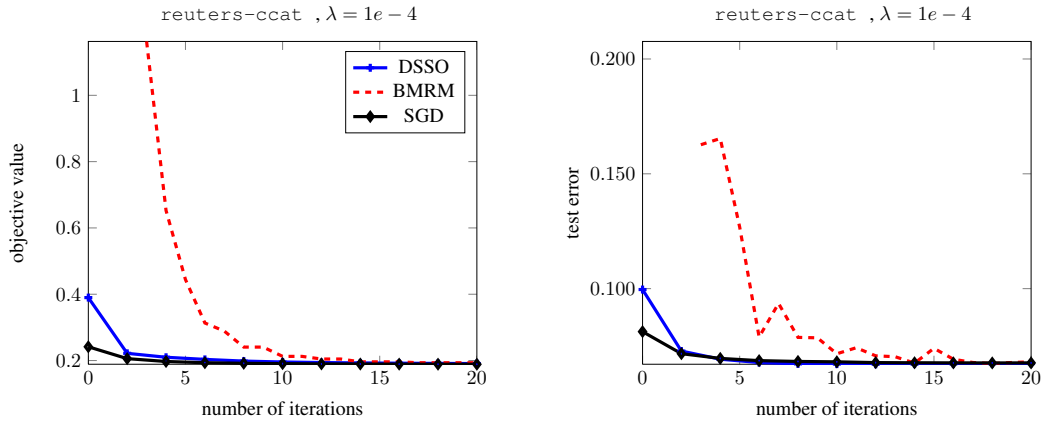 reuters-ccat , λ = 1e − 4
1
0.8
0.6
0.4
0.2
0 5 10 15 20
objective value
number of iterations
DSSO
BMRM
SGD
reuters-ccat , λ = 1e − 4
0.200
0.150
0.100
0 5 10 15 20
test error
number of iterations